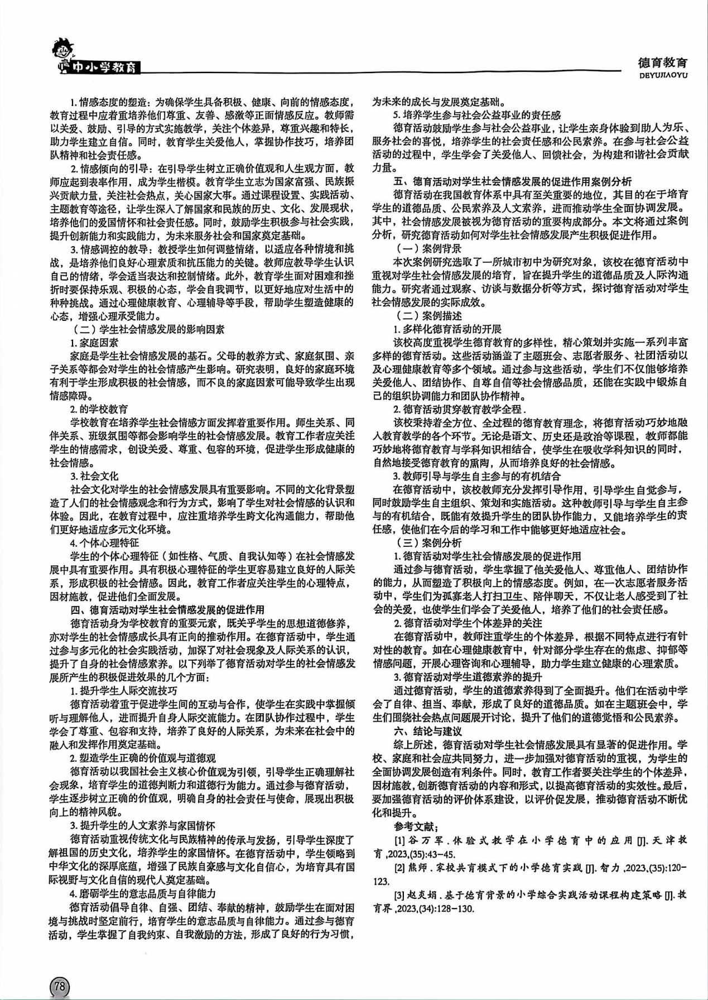 中小学教育
德育教育
DEYUJIAOYU
1.情感态度的塑造：为确保学生具备积极、健康、向前的情感态度，
教育过程中应着重培养他们尊重、友善、感激等正面情感反应。教师需
以关爱、鼓励、引导的方式实施教学，关注个体差异，尊重兴趣和特长，
助力学生建立自信。同时，教育学生关爱他人，掌握协作技巧，培养团
队精神和社会责任感。
2.情感倾向的引导：在引导学生树立正确价值观和人生观方面，教
师应起到表率作用，成为学生楷模。教育学生立志为国家富强、民族振
兴贡献力量，关注社会热点，关心国家大事。通过课程设置、实践活动、
主题教育等途径，让学生深入了解国家和民族的历史、文化、发展现状，
培养他们的爱国情怀和社会责任感。同时，鼓励学生积极参与社会实践，
提升创新能力和实践能力，为未来服务社会和国家奠定基础。
3.情感调控的教导：教授学生如何调整情绪，以适应各种情境和挑
战，是培养他们良好心理素质和抗压能力的关键。教师应教导学生认识
自己的情绪，学会适当表达和控制情绪。此外，教育学生面对困难和挫
折时要保持乐观、积极的心态，学会自我调节，以更好地应对生活中的
种种挑战。通过心理健康教育、心理辅导等手段，帮助学生塑造健康的
心态，增强心理承受能力。
（二）学生社会情感发展的影响因素
1.家庭因素
家庭是学生社会情感发展的基石。父母的教养方式、家庭氛围、亲
子关系等都会对学生的社会情感产生影响。研究表明，良好的家庭环境
有利于学生形成积极的社会情感，而不良的家庭因素可能导致学生出现
情感障碍。
2.的学校教育
学校教育在培养学生社会情感方面发挥着重要作用。师生关系、同
伴关系、班级氛围等都会影响学生的社会情感发展。教育工作者应关注
学生的情感需求，创设关爱、尊重、包容的环境，促进学生形成健康的
社会情感。
3.社会文化
社会文化对学生的社会情感发展具有重要影响。不同的文化背景塑
造了人们的社会情感观念和行为方式，影响了学生对社会情感的认识和
体验。因此，在教育过程中，应注重培养学生跨文化沟通能力，帮助他
们更好地适应多元文化环境。
4.个体心理特征
学生的个体心理特征（如性格、气质、自我认知等）在社会情感发
展中具有重要作用。具有积极心理特征的学生更容易建立良好的人际关
系，形成积极的社会情感。因此，教育工作者应关注学生的心理特点，
因材施教，促进他们全面发展。
四、德育活动对学生社会情感发展的促进作用
德育活动身为学校教育的重要元素，既关乎学生的思想道德修养，
亦对学生的社会情感成长具有正向的推动作用。在德育活动中，学生通
过参与多元化的社会实践活动，加深了对社会现象及人际关系的认识，
提升了自身的社会情感素养。以下列举了德育活动对学生的社会情感发
展所产生的积极促进效果的几个方面：
1.提升学生人际交流技巧
德育活动着重于促进学生间的互动与合作，使学生在实践中掌握倾
听与理解他人，进而提升自身人际交流能力。在团队协作过程中，学生
学会了尊重、包容和支持，培养了良好的人际关系，为未来在社会中的
融入和发挥作用奠定基础。
2.塑造学生正确的价值观与道德观
德育活动以我国社会主义核心价值观为引领，引导学生正确理解社
会现象，培育学生的道德判断力和道德行为能力。通过参与德育活动，
学生逐步树立正确的价值观，明确自身的社会责任与使命，展现出积极
向上的精神风貌。
3.提升学生的人文素养与家国情怀
德育活动重视传统文化与民族精神的传承与发扬，引导学生深度了
解祖国的历史文化，培养学生的家国情怀。在德育活动中，学生领略到
中华文化的深厚底蕴，增强了民族自豪感与文化自信心，为培育具有国
际视野与文化自信的现代人奠定基础。
4.磨砺学生的意志品质与自律能力
德育活动倡导自律、自强、团结、奉献的精神，鼓励学生在面对困
境与挑战时坚定前行，培育学生的意志品质与自律能力。通过参与德育
活动，学生掌握了自我约束、自我激励的方法，形成了良好的行为习惯，
为未来的成长与发展奠定基础。
5.培养学生参与社会公益事业的责任感
德育活动鼓励学生参与社会公益事业，让学生亲身体验到助人为乐、
服务社会的喜悦，培养学生的社会责任感和公民素养。在参与社会公益
活动的过程中，学生学会了关爱他人、回馈社会，为构建和谐社会贡献
力量。
五、德育活动对学生社会情感发展的促进作用案例分析
德育活动在我国教育体系中具有至关重要的地位，其目的在于培育
学生的道德品质、公民素养及人文素养，进而推动学生全面协调发展。
其中，社会情感发展被视为德育活动的重要构成部分。本文将通过案例
分析，研究德育活动如何对学生社会情感发展产生积极促进作用。
（一）案例背景
本次案例研究选取了一所城市初中为研究对象，该校在德育活动中
重视对学生社会情感发展的培育，旨在提升学生的道德品质及人际沟通
能力。研究者通过观察、访谈与数据分析等方式，探讨德育活动对学生
社会情感发展的实际成效。
（二）案例描述
1.多样化德育活动的开展
该校高度重视学生德育教育的多样性，精心策划并实施一系列丰富
多样的德育活动。这些活动涵盖了主题班会、志愿者服务、社团活动以
及心理健康教育等多个领域。通过参与这些活动，学生们不仅能够培养
关爱他人、团结协作、自尊自信等社会情感品质，还能在实践中锻炼自
己的组织协调能力和团队协作精神。
2.德育活动贯穿教育教学全程.
该校秉持着全方位、全过程的德育教育理念，将德育活动巧妙地融
入教育教学的各个环节。无论是语文、历史还是政治等课程，教师都能
巧妙地将德育教育与学科知识相结合，使学生在吸收学科知识的同时，
自然地接受德育教育的熏陶，从而培养良好的社会情感。
3.教师引导与学生自主参与的有机结合
在德育活动中，该校教师充分发挥引导作用，引导学生自觉参与，
同时鼓励学生自主组织、策划和实施活动。这种教师引导与学生自主参
与的有机结合，既能有效提升学生的团队协作能力，又能培养学生的责
任感，使他们在今后的学习和工作中能够更好地适应社会。
（三）案例分析
1.德育活动对学生社会情感发展的促进作用
通过参与德育活动，学生掌握了他关爱他人、尊重他人、团结协作
的能力，从而塑造了积极向上的情感态度。例如，在一次志愿者服务活
动中，学生们为孤寡老人打扫卫生、陪伴聊天，不仅让老人感受到了社
会的关爱，也使学生们学会了关爱他人，培养了他们的社会责任感。
2.德育活动对学生个体差异的关注
在德育活动中，教师注重学生的个体差异，根据不同特点进行有针
对性的教育。如在心理健康教育中，针对部分学生存在的焦虑、抑郁等
情感问题，开展心理咨询和心理辅导，助力学生建立健康的心理素质。
3.德育活动对学生道德素养的提升
通过德育活动，学生的道德素养得到了全面提升。他们在活动中学
会了自律、担当、奉献，形成了良好的道德品质。如在主题班会中，学
生们围绕社会热点问题展开讨论，提升了他们的道德觉悟和公民素养。
六、结论与建议
综上所述，德育活动对学生社会情感发展具有显著的促进作用。学
校、家庭和社会应共同努力，进一步加强对德育活动的重视，为学生的
全面协调发展创造有利条件。同时，教育工作者要关注学生的个体差异，
因材施教，创新德育活动的内容和形式，以提高德育活动的实效性。最后，
要加强德育活动的评价体系建设，以评价促发展，推动德育活动不断优
化和提升。
参考文献；
[1]谷万军.体验式教学在小学德育中的应用[J].天津教
育,2023,(35):43-45.
[2]熊师.家校共育模式下的小学德育实践[J].智力,2023,(35):120-
123.
[3]赵炎娟.基于德育背景的小学综合实践活动课程构建策略[J].教
育界,2023,(34):128-130.
78